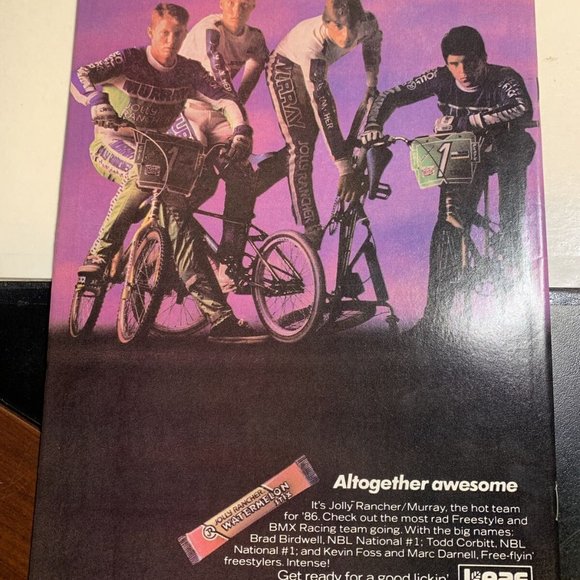 MURRAY
JOLLY
RANCHER
1
MURRAY
JOLLY RANCHER
RANCHER
1
JOLLY RANCHER
WATERMELON
STIX
Altogether awesome
It's Jolly Rancher/Murray, the hot team
for '86. Check out the most rad Freestyle and
BMX Racing team going. With the big names:
Brad Birdwell, NBL National #1; Todd Corbitt, NBL
National #1; and Kevin Foss and Marc Darnell, Free-flyin'
freestylers. Intense!
Get ready for a good lickin'